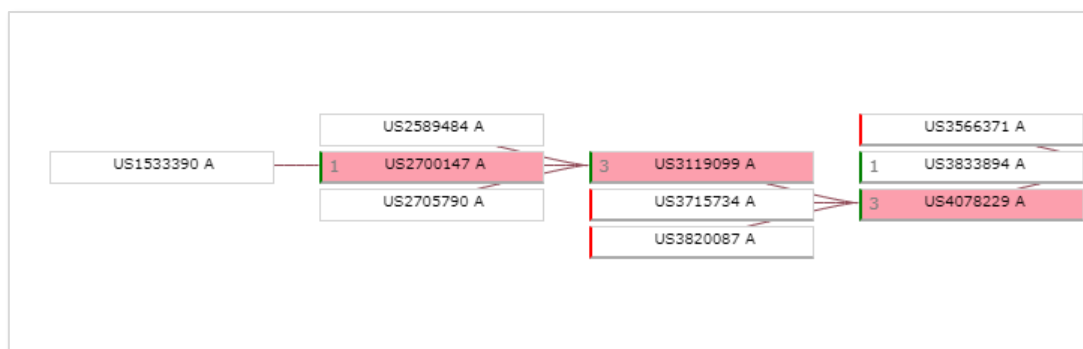 US1533390 A
US2589484 A
1 US2700147 A
US2705790 A
3 US3119099 A
US3715734 A
US3820087 A
US3566371 A
1 US3833894 A
3 US4078229 A